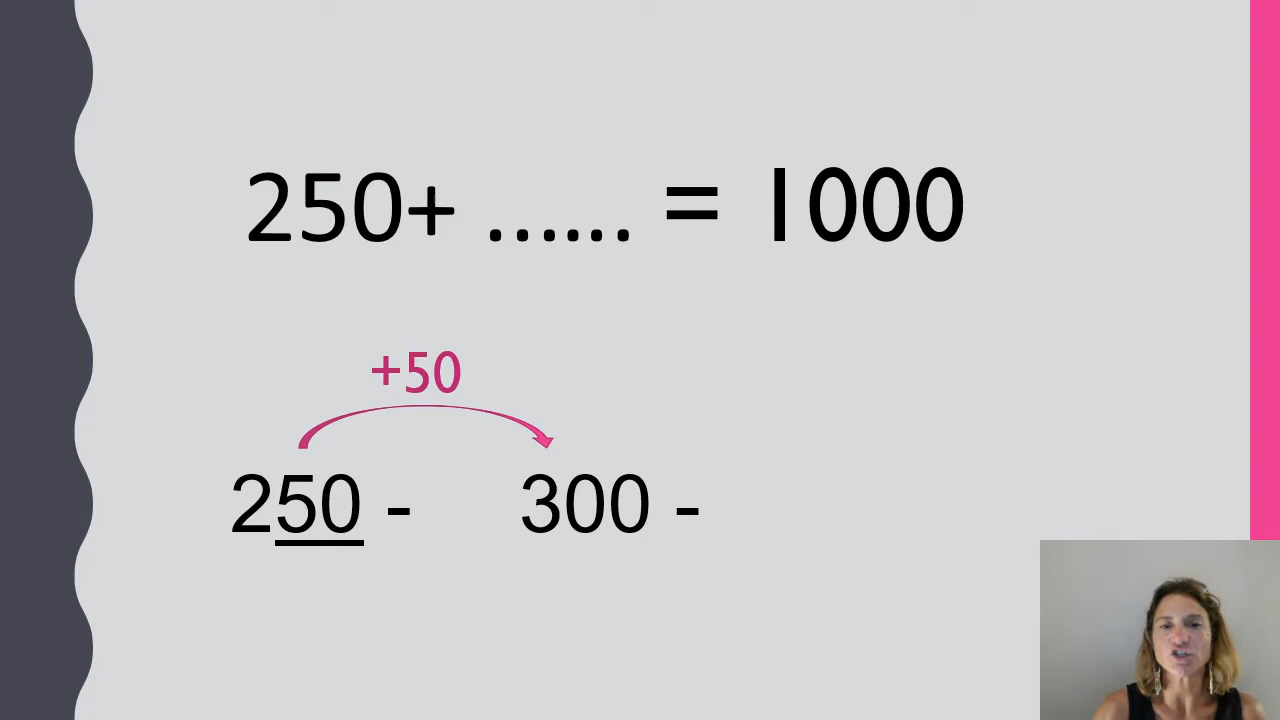 250+ ...... = 1000
+50
250 - 300 -